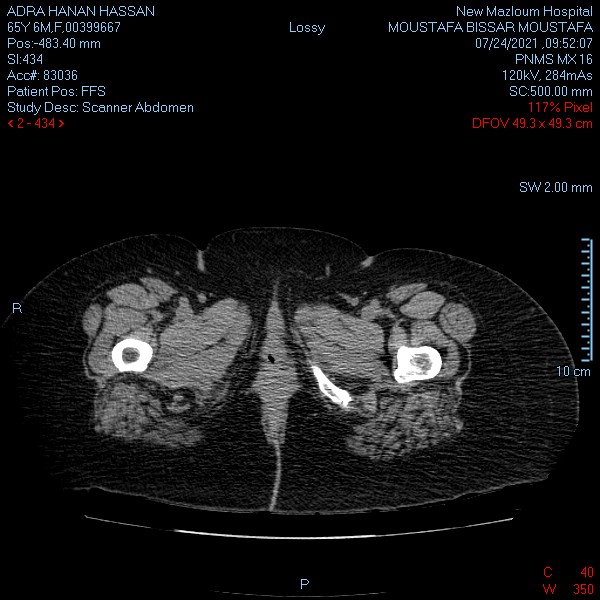 ADRA HANAN HASSAN
65Y 6M,F,00399667
Pos:-483.40 mm
SI:434
Acc#: 83036
Patient Pos: FFS
Study Desc: Scanner Abdomen
< 2 - 434 >
Lossy
New Mazloum Hospital
MOUSTAFA BISSAR MOUSTAFA
07/24/2021 ,09:52:07
PNMS MX 16
120kV, 284mAs
SC:500.00 mm
117% Pixel
DFOV 49.3 x 49.3 cm
SW 2.00 mm
R
10 cm
P
C 40
W 350